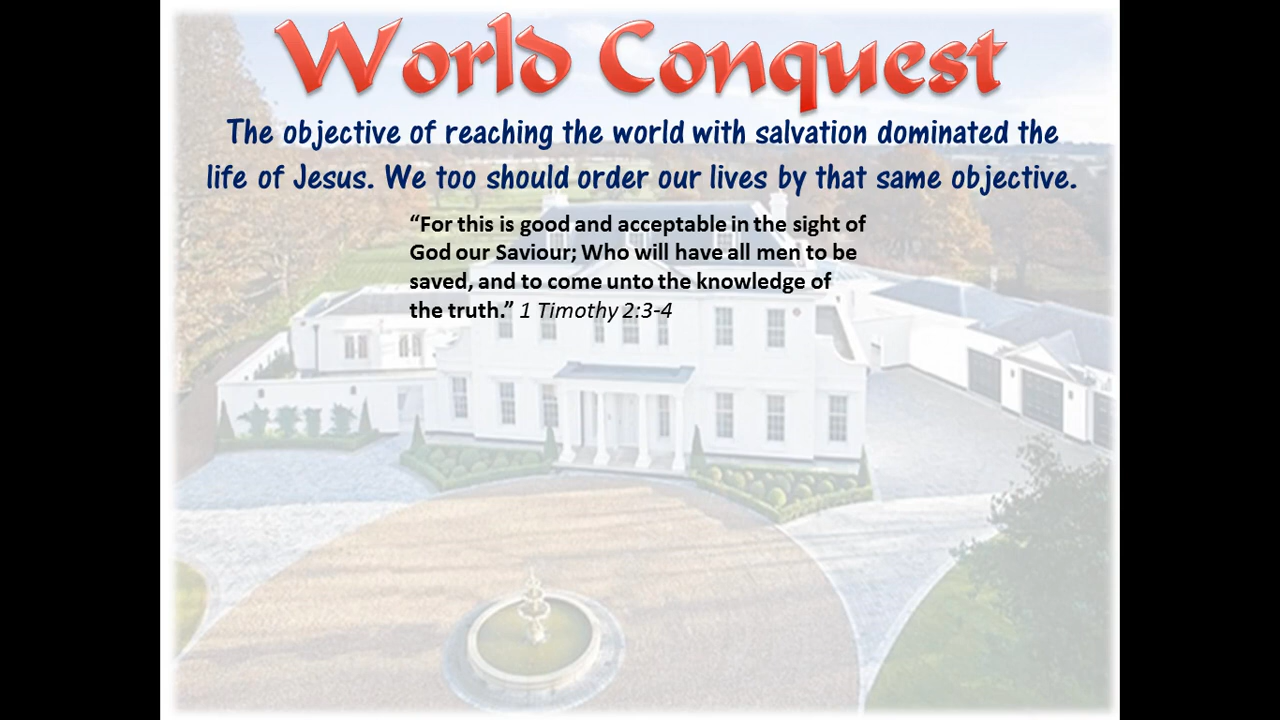 World Conquest
The objective of reaching the world with salvation dominated the
life of Jesus. We too should order our lives by that same objective.
“For this is good and acceptable in the sight of
God our Saviour; Who will have all men to be
saved, and to come unto the knowledge of
the truth.” 1 Timothy 2:3-4